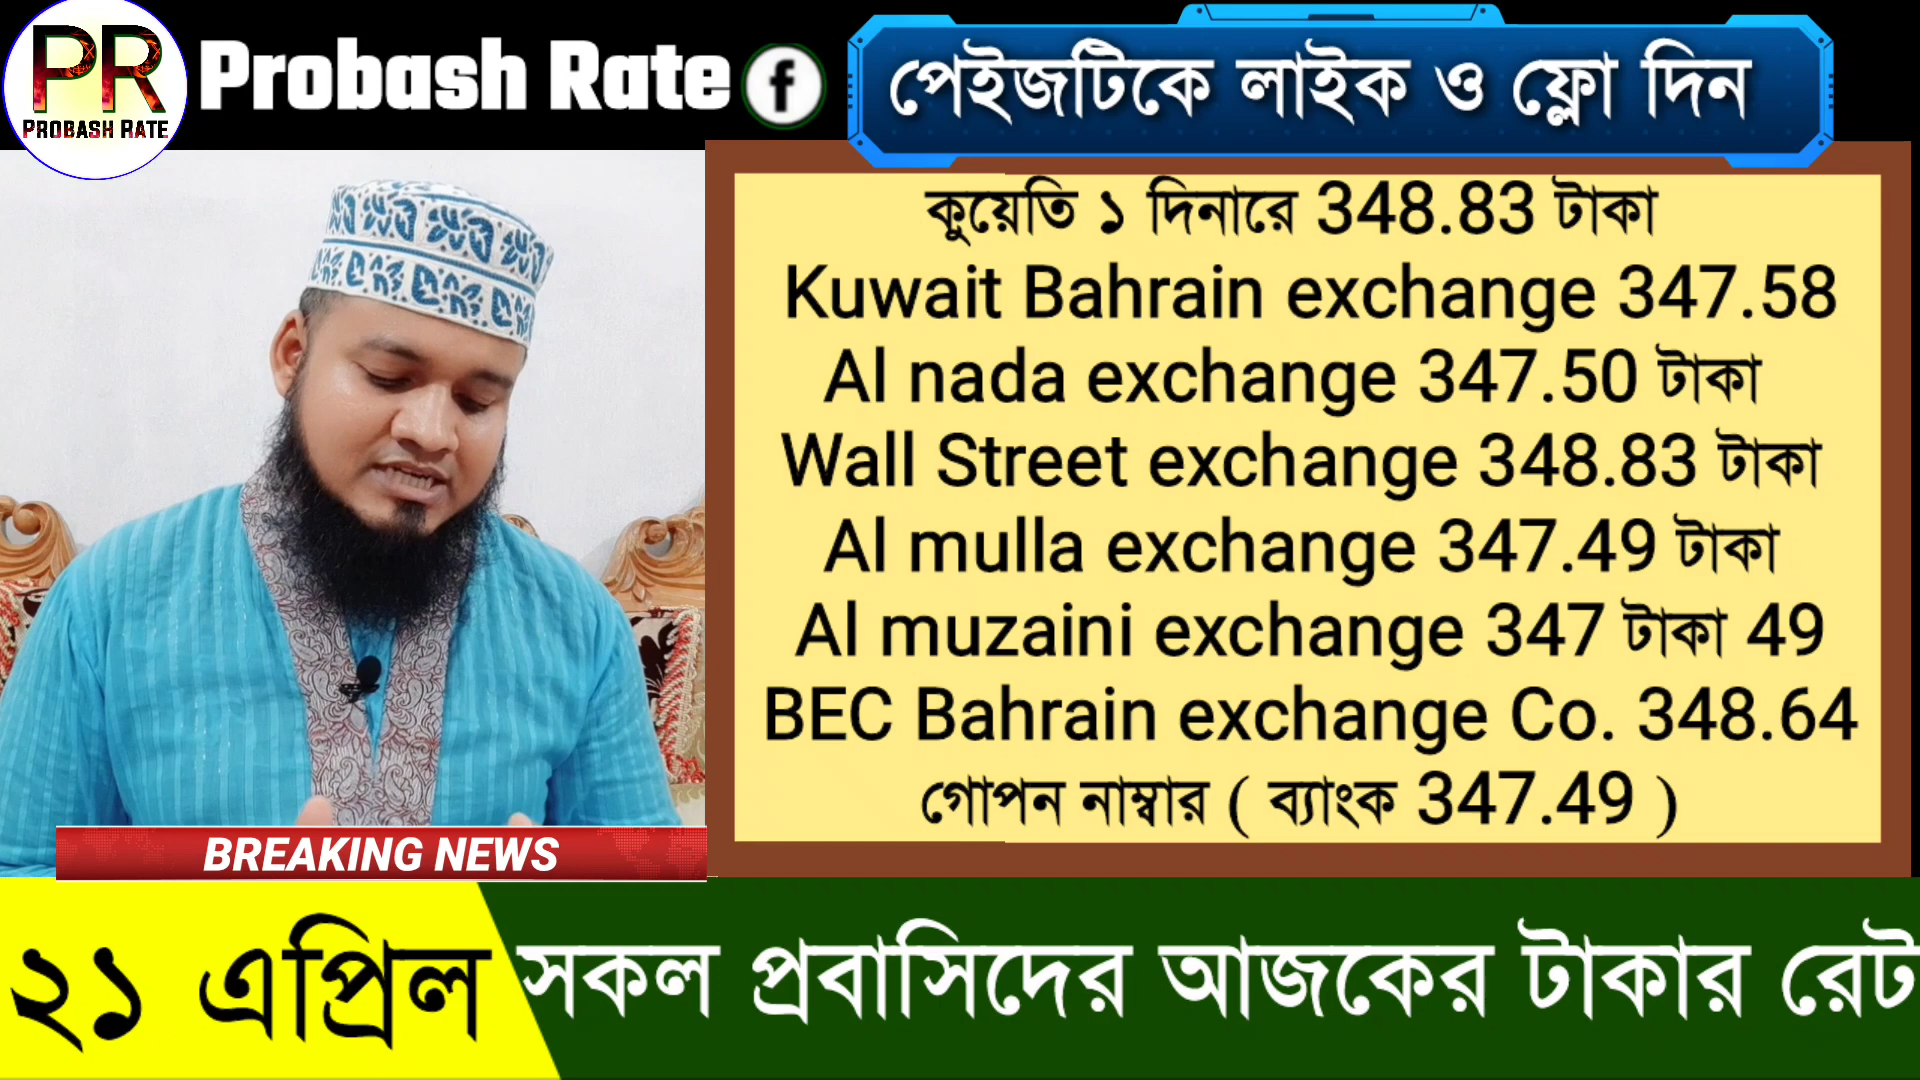 PR
PROBASH RATE
Probash Rate f
পেইজটিকে লাইক ও ফ্লো দিন
কুয়েতি ১ দিনারে 348.83 টাকা
Kuwait Bahrain exchange 347.58
Al nada exchange 347.50 টাকা
Wall Street exchange 348.83 টাকা
Al mulla exchange 347.49 টাকা
Al muzaini exchange 347 টাকা 49
BEC Bahrain exchange Co. 348.64
গোপন নাম্বার ( ব্যাংক 347.49 )
BREAKING NEWS
২১ এপ্রিল সকল প্রবাসিদের আজকের টাকার রেট